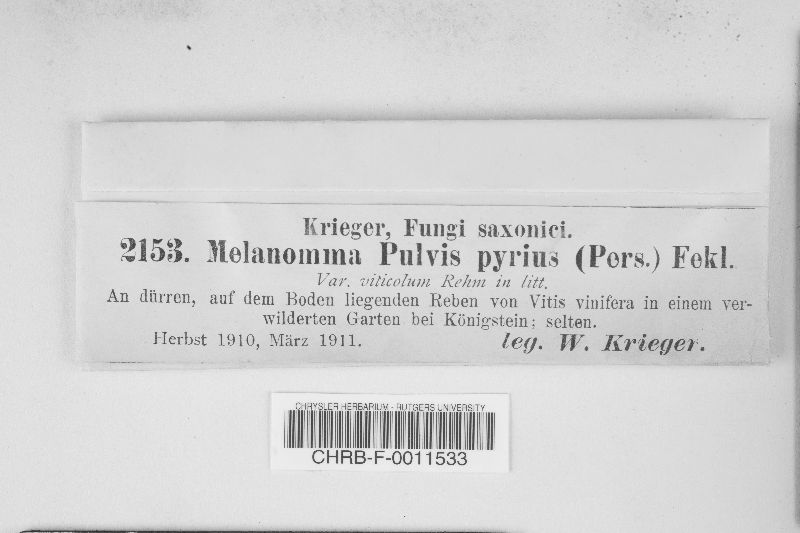 Krieger, Fungi saxonici.
2153. Melanomma Pulvis pyrius (Pers.) Fckl.
Var. viticolum Rehm in litt.
An dürren, auf dem Boden liegenden Reben von Vitis vinifera in einem ver-
wilderten Garten bei Königstein; selten.
Herbst 1910, März 1911. leg. W. Krieger.
CHRYSLER HERBARIUM - RUTGERS UNIVERSITY
CHRB-F-0011533